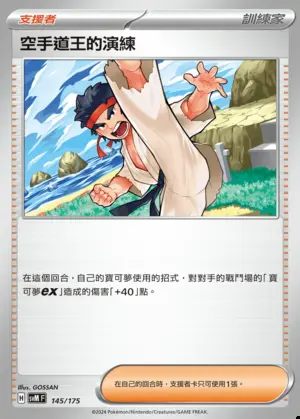 支援者 訓練家
空手道王的演練
在這個回合,自己的寶可夢使用的招式,對對手的戰鬥場的「寶
可夢ex」造成的傷害「+40」點。
illus. GOSSAN
H SVM F 145/175
在自己的回合時,支援者卡只可使用1張。
©2024 Pokémon/Nintendo/Creatures/GAME FREAK.